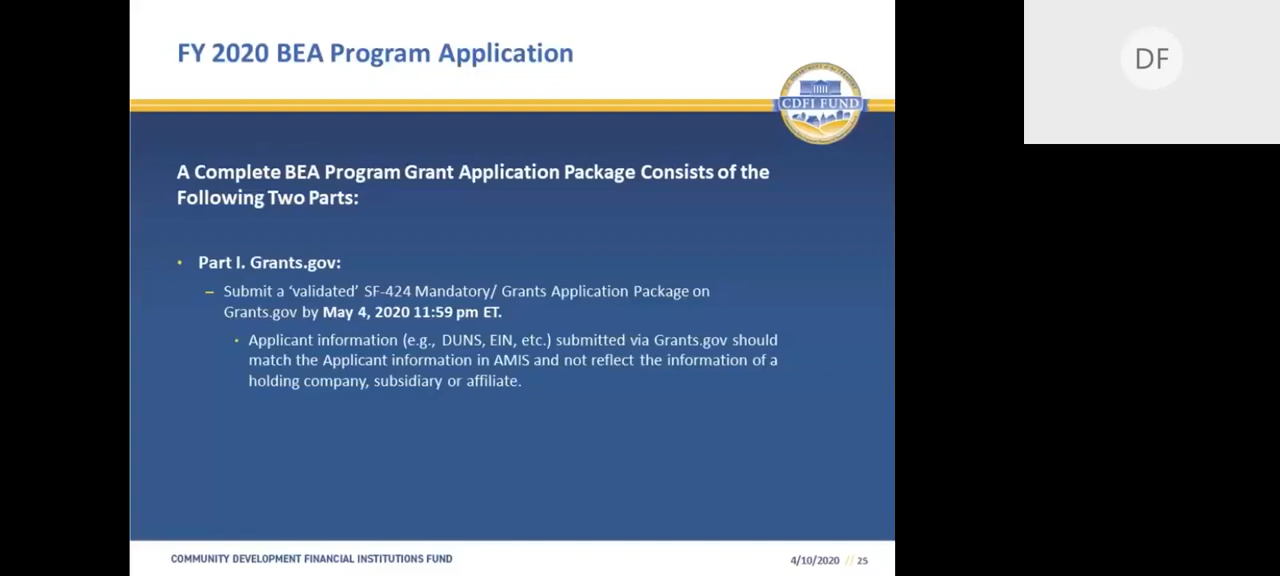 FY 2020 BEA Program Application
DF
CDFI FUND
A Complete BEA Program Grant Application Package Consists of the
Following Two Parts:
• Part I. Grants.gov:
– Submit a ‘validated’ SF-424 Mandatory/ Grants Application Package on
Grants.gov by May 4, 2020 11:59 pm ET.
• Applicant information (e.g., DUNS, EIN, etc.) submitted via Grants.gov should
match the Applicant information in AMIS and not reflect the information of a
holding company, subsidiary or affiliate.
COMMUNITY DEVELOPMENT FINANCIAL INSTITUTIONS FUND
4/10/2020 // 25